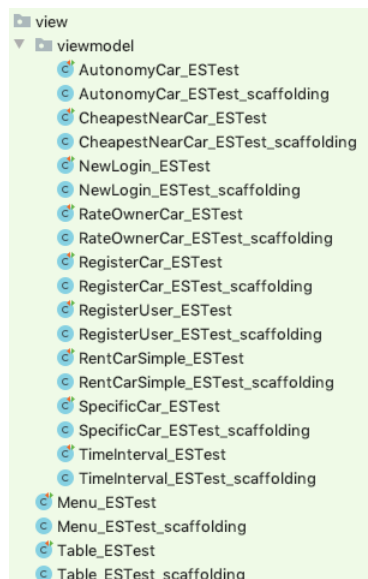 view
viewmodel
AutonomyCar_ESTest
AutonomyCar_ESTest_scaffolding
CheapestNearCar_ESTest
CheapestNearCar_ESTest_scaffolding
NewLogin_ESTest
NewLogin_ESTest_scaffolding
RateOwnerCar_ESTest
RateOwnerCar_ESTest_scaffolding
RegisterCar_ESTest
RegisterCar_ESTest_scaffolding
RegisterUser_ESTest
RegisterUser_ESTest_scaffolding
RentCarSimple_ESTest
RentCarSimple_ESTest_scaffolding
SpecificCar_ESTest
SpecificCar_ESTest_scaffolding
TimeInterval_ESTest
TimeInterval_ESTest_scaffolding
Menu_ESTest
Menu_ESTest_scaffolding
Table_ESTest
Table_ESTest_scaffolding